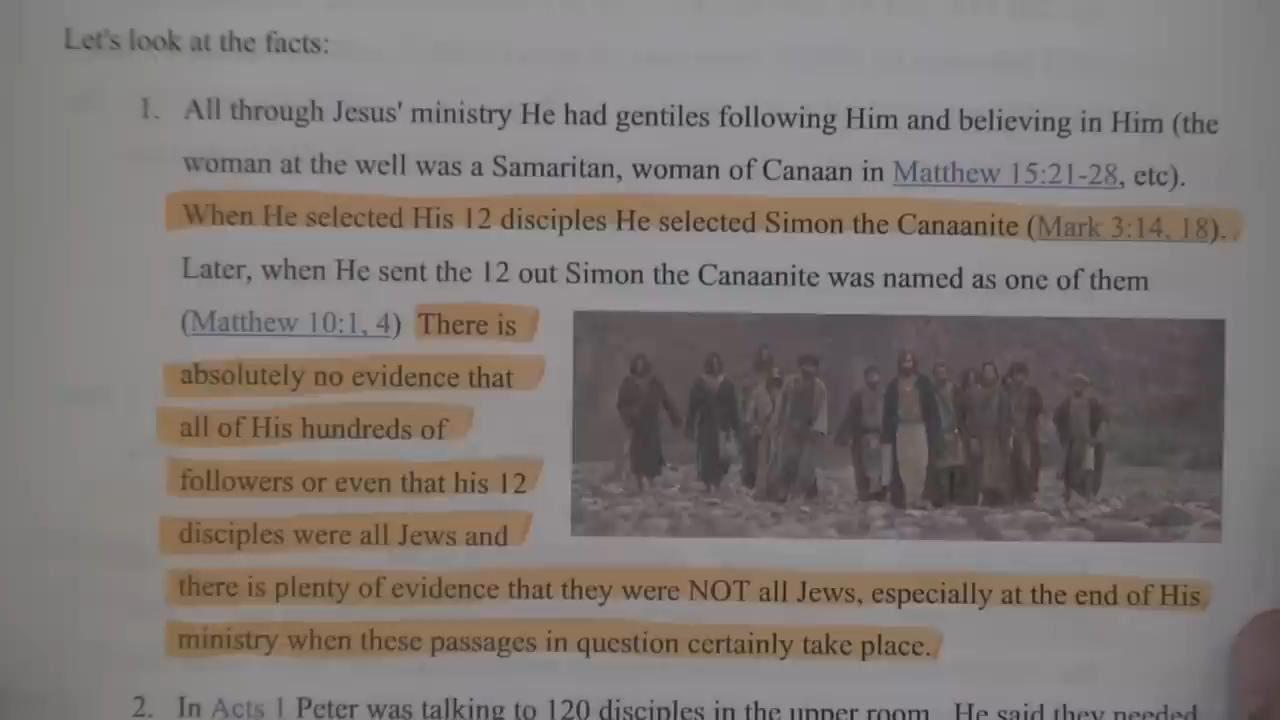 Let's look at the facts:
1. All through Jesus' ministry He had gentiles following Him and believing in Him (the
woman at the well was a Samaritan, woman of Canaan in Matthew 15:21-28, etc).
When He selected His 12 disciples He selected Simon the Canaanite (Mark 3:14, 18).
Later, when He sent the 12 out Simon the Canaanite was named as one of them
(Matthew 10:1, 4) There is
absolutely no evidence that
all of His hundreds of
followers or even that his 12
disciples were all Jews and
there is plenty of evidence that they were NOT all Jews, especially at the end of His
ministry when these passages in question certainly take place.
2. In Acts 1 Peter was talking to 120 disciples in the upper room. He said they needed